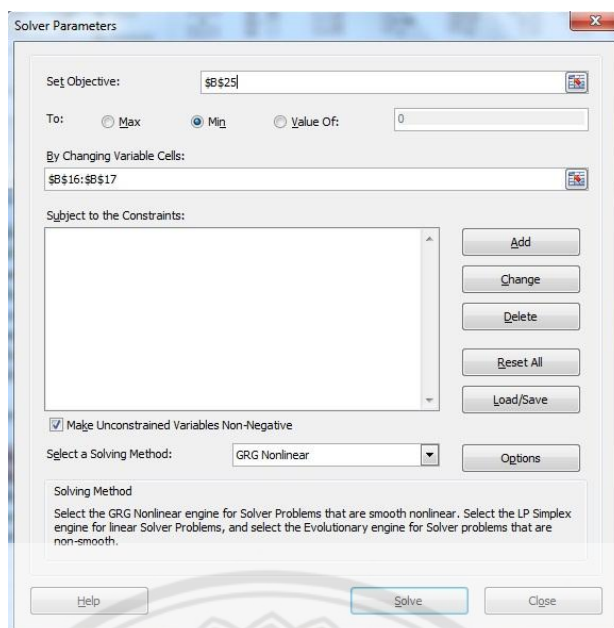 Solver Parameters
x
Set Objective:
$B$25
To:
Max
Min
Value Of:
0
By Changing Variable Cells:
$B$16:$B$17
Subject to the Constraints:
Add
Change
Delete
Reset All
Load/Save
Make Unconstrained Variables Non-Negative
Select a Solving Method:
GRG Nonlinear
Options
Solving Method
Select the GRG Nonlinear engine for Solver Problems that are smooth nonlinear. Select the LP Simplex
engine for linear Solver Problems, and select the Evolutionary engine for Solver problems that are
non-smooth.
Help
Solve
Close